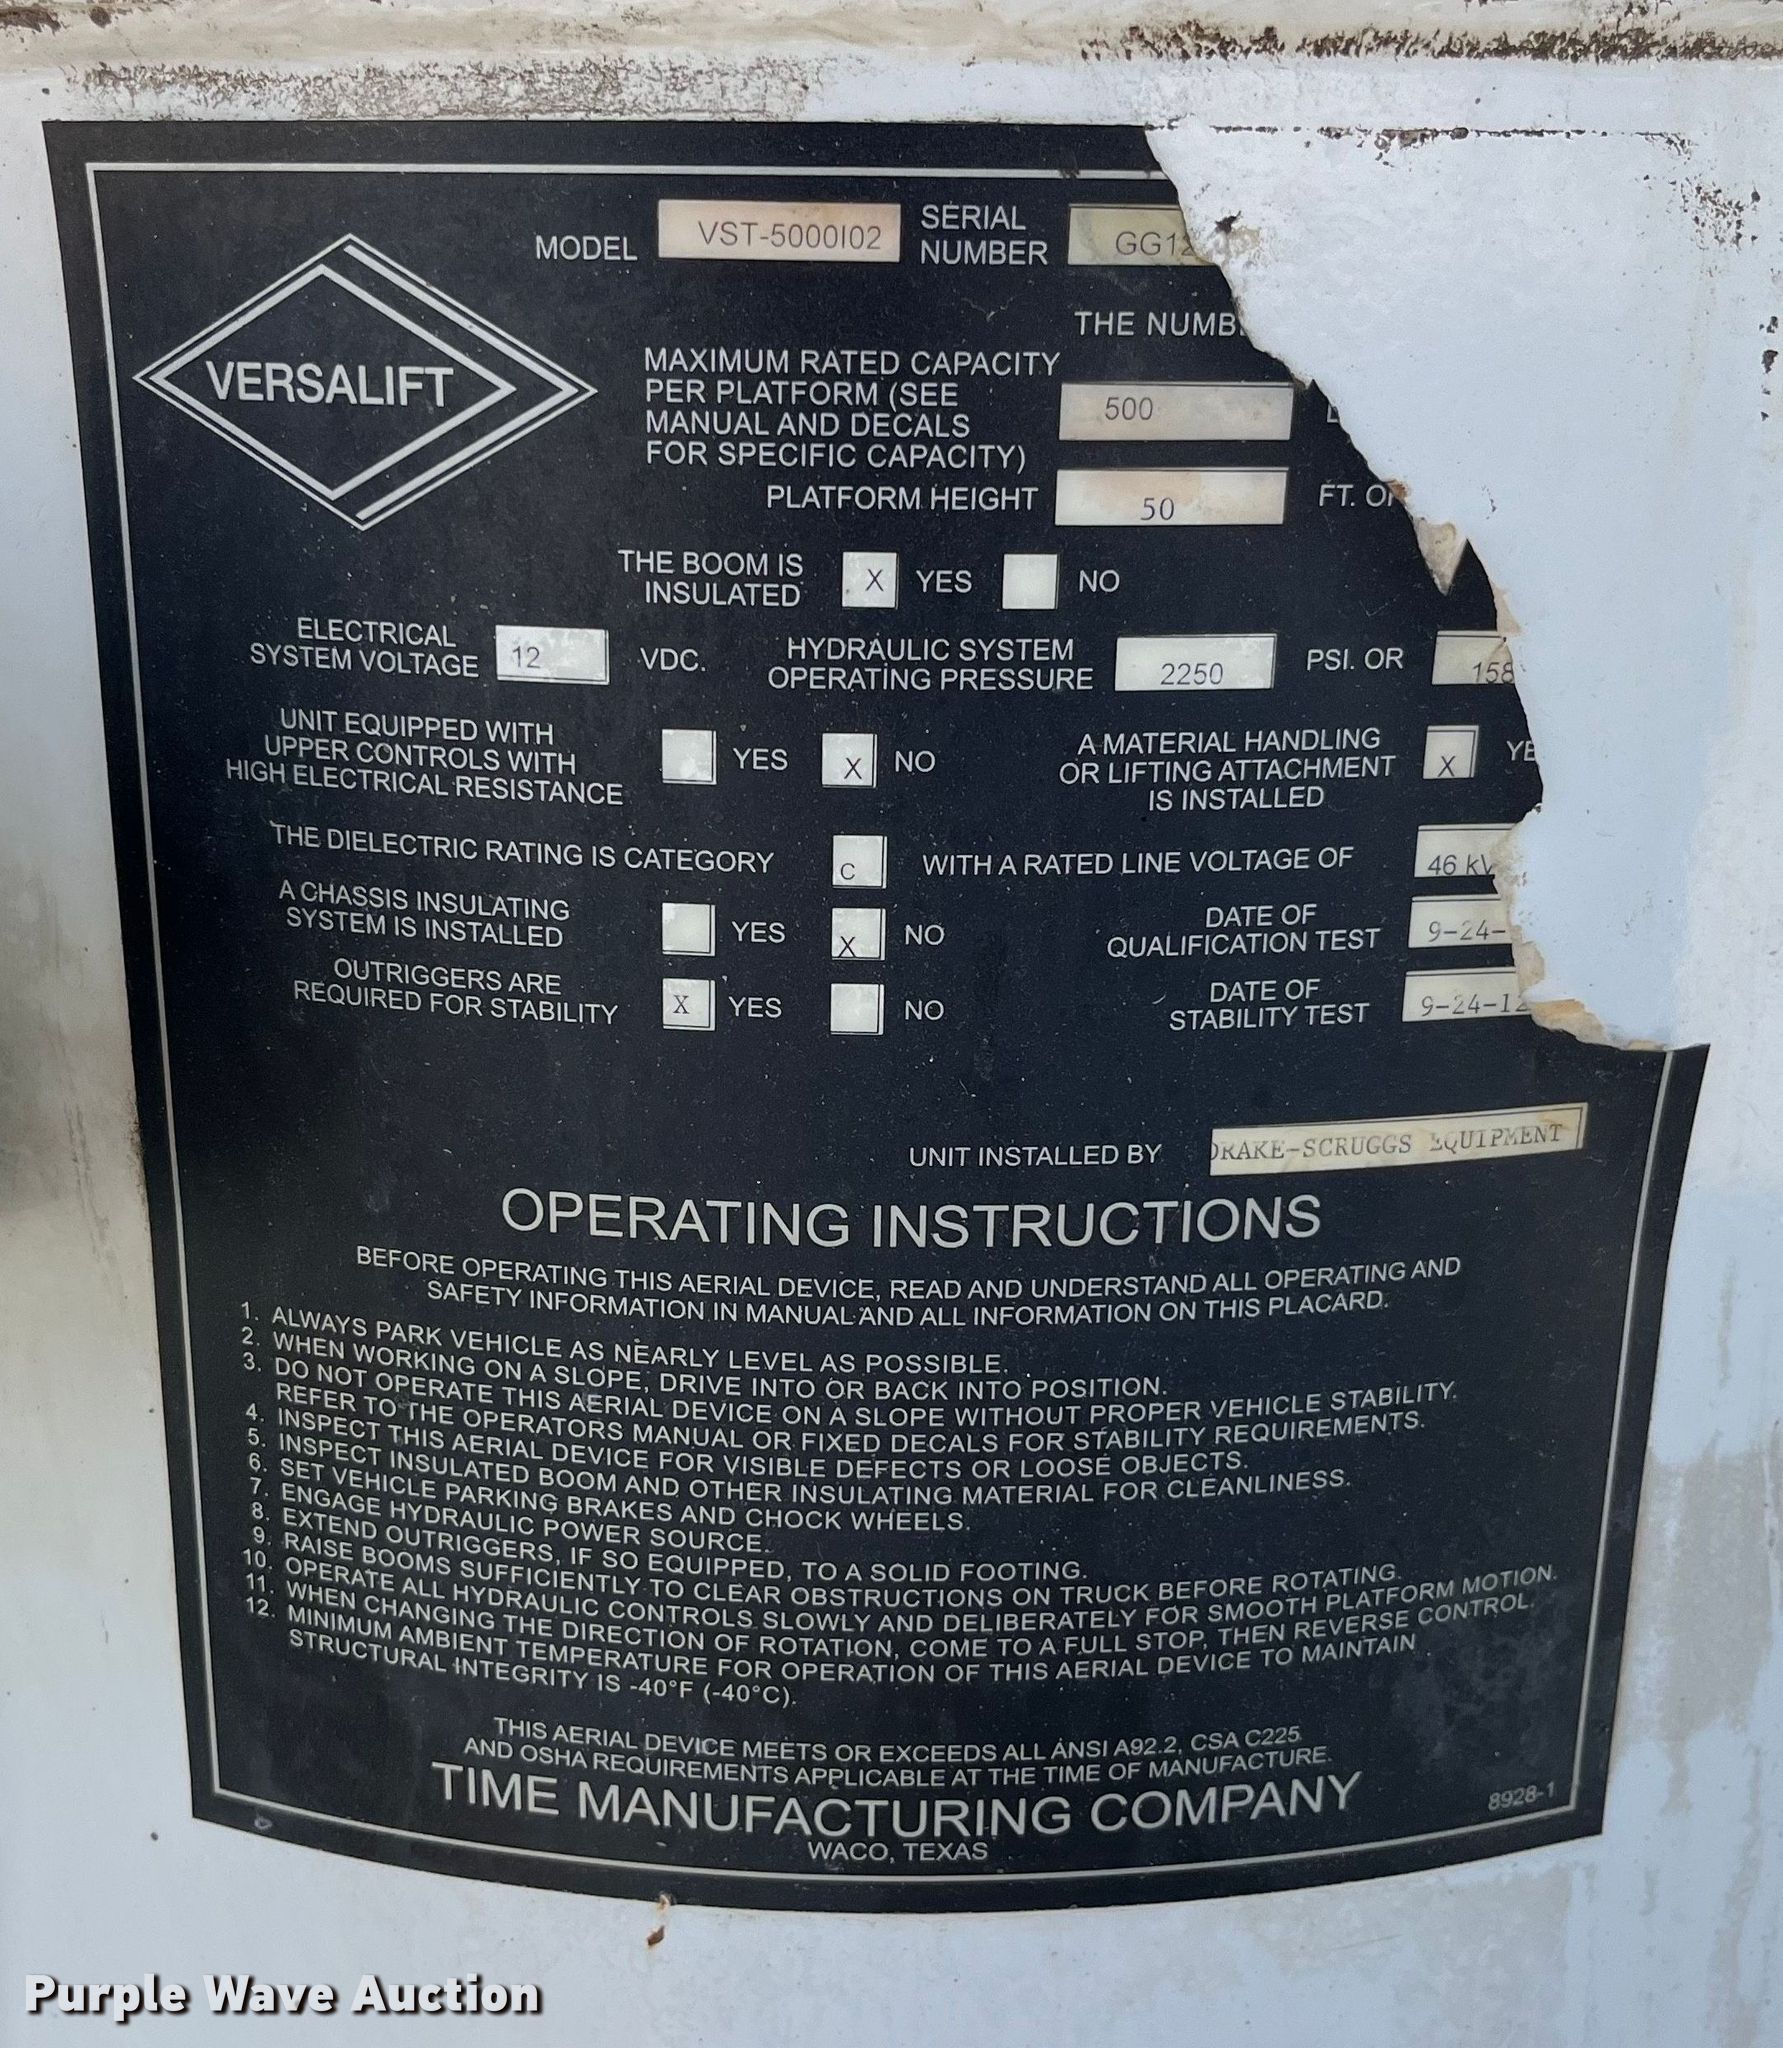 MODEL VST-5000I02 SERIAL NUMBER GG12
VERSALIFT
THE NUMB
MAXIMUM RATED CAPACITY
PER PLATFORM (SEE
MANUAL AND DECALS
FOR SPECIFIC CAPACITY) 500
PLATFORM HEIGHT 50 FT. OR
THE BOOM IS
INSULATED X YES NO
ELECTRICAL
SYSTEM VOLTAGE 12 VDC.
HYDRAULIC SYSTEM
OPERATING PRESSURE 2250 PSI. OR 158
UNIT EQUIPPED WITH
UPPER CONTROLS WITH
HIGH ELECTRICAL RESISTANCE YES X NO
A MATERIAL HANDLING
OR LIFTING ATTACHMENT
IS INSTALLED X YE
THE DIELECTRIC RATING IS CATEGORY C WITH A RATED LINE VOLTAGE OF 46 kV
A CHASSIS INSULATING
SYSTEM IS INSTALLED YES X NO
DATE OF
QUALIFICATION TEST 9-24-
OUTRIGGERS ARE
REQUIRED FOR STABILITY X YES NO
DATE OF
STABILITY TEST 9-24-12
UNIT INSTALLED BY DRAKE-SCRUGGS EQUIPMENT
OPERATING INSTRUCTIONS
BEFORE OPERATING THIS AERIAL DEVICE, READ AND UNDERSTAND ALL OPERATING AND
SAFETY INFORMATION IN MANUAL AND ALL INFORMATION ON THIS PLACARD.
1. ALWAYS PARK VEHICLE AS NEARLY LEVEL AS POSSIBLE.
2. WHEN WORKING ON A SLOPE, DRIVE INTO OR BACK INTO POSITION.
3. DO NOT OPERATE THIS AERIAL DEVICE ON A SLOPE WITHOUT PROPER VEHICLE STABILITY.
REFER TO THE OPERATORS MANUAL OR FIXED DECALS FOR STABILITY REQUIREMENTS.
4. INSPECT THIS AERIAL DEVICE FOR VISIBLE DEFECTS OR LOOSE OBJECTS.
5. INSPECT INSULATED BOOM AND OTHER INSULATING MATERIAL FOR CLEANLINESS.
6. SET VEHICLE PARKING BRAKES AND CHOCK WHEELS.
7. ENGAGE HYDRAULIC POWER SOURCE.
8. EXTEND OUTRIGGERS, IF SO EQUIPPED, TO A SOLID FOOTING.
9. RAISE BOOMS SUFFICIENTLY TO CLEAR OBSTRUCTIONS ON TRUCK BEFORE ROTATING.
10. OPERATE ALL HYDRAULIC CONTROLS SLOWLY AND DELIBERATELY FOR SMOOTH PLATFORM MOTION.
11. WHEN CHANGING THE DIRECTION OF ROTATION, COME TO A FULL STOP, THEN REVERSE CONTROL.
12. MINIMUM AMBIENT TEMPERATURE FOR OPERATION OF THIS AERIAL DEVICE TO MAINTAIN
STRUCTURAL INTEGRITY IS -40°F (-40°C).
THIS AERIAL DEVICE MEETS OR EXCEEDS ALL ANSI A92.2, CSA C225
AND OSHA REQUIREMENTS APPLICABLE AT THE TIME OF MANUFACTURE.
TIME MANUFACTURING COMPANY
WACO, TEXAS
8928-1
Purple Wave Auction